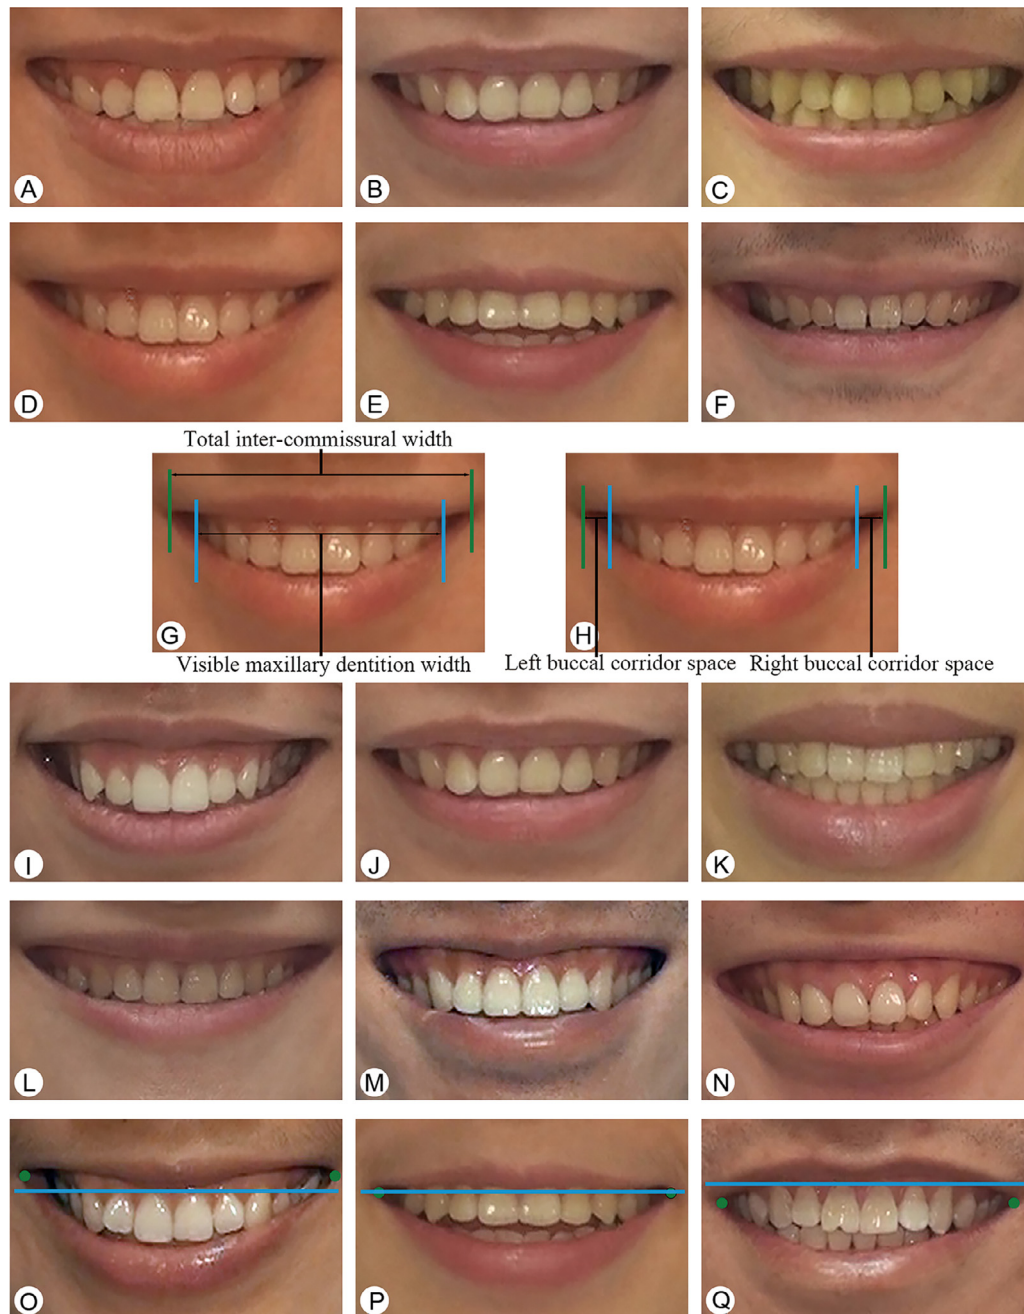 A
B
C
D
E
F
Total inter-commissural width
G
H
Visible maxillary dentition width
Left buccal corridor space
Right buccal corridor space
I
J
K
L
M
N
O
P
Q